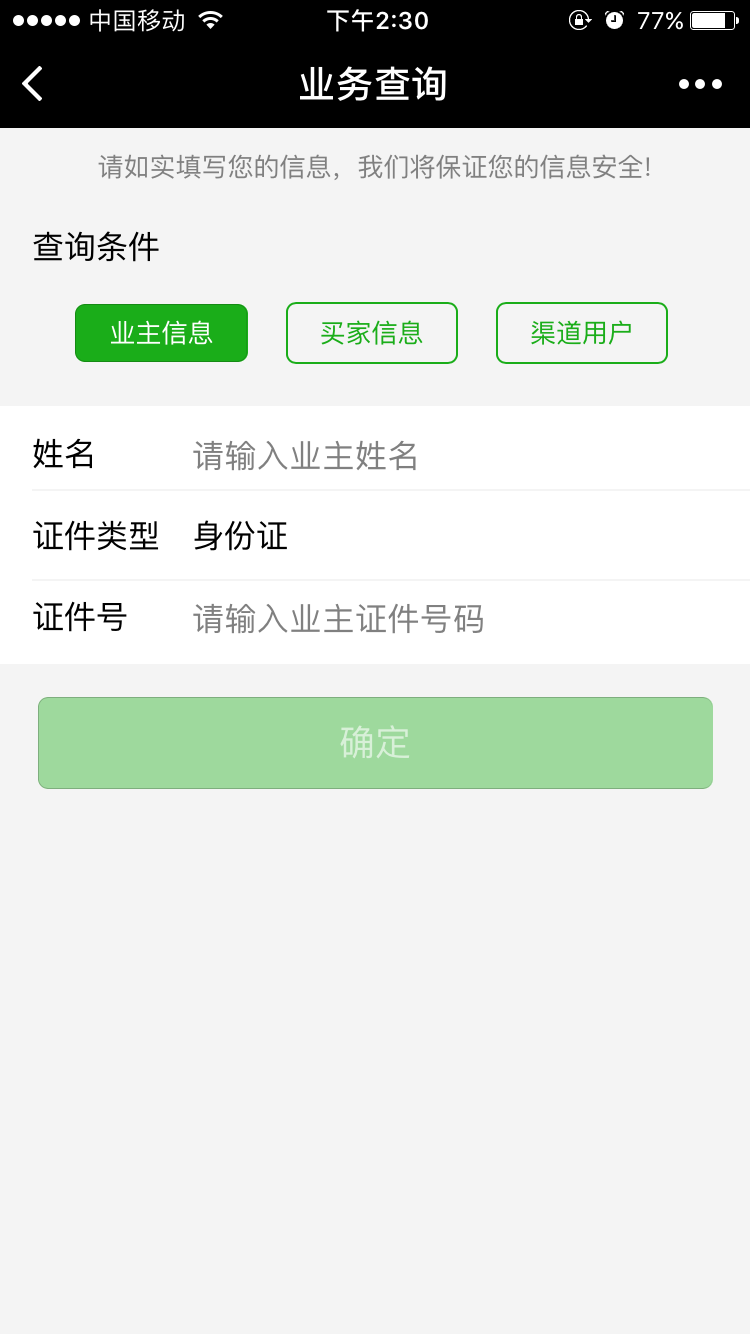 中国移动 下午2:30 77%
业务查询
请如实填写您的信息，我们将保证您的信息安全!
查询条件
业主信息 买家信息 渠道用户
姓名 请输入业主姓名
证件类型 身份证
证件号 请输入业主证件号码
确定